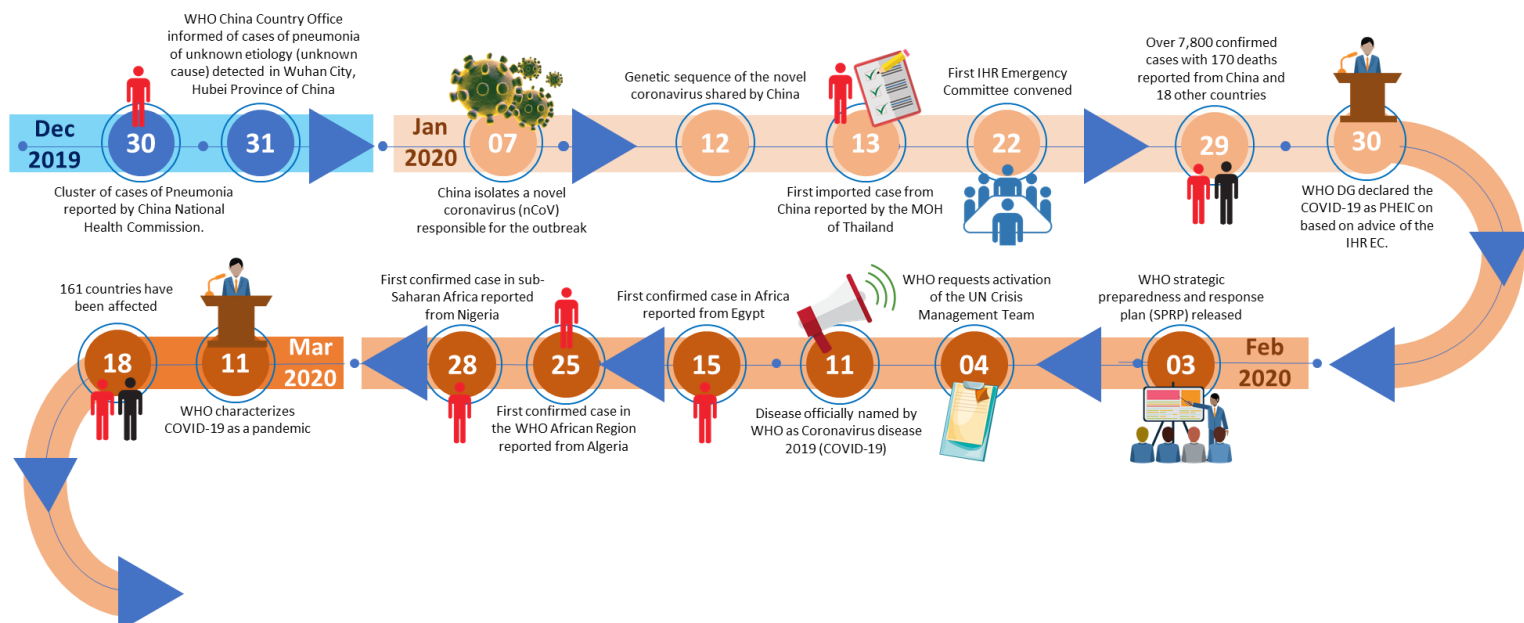 Dec
2019
30
Cluster of cases of Pneumonia
reported by China National
Health Commission.
WHO China Country Office
informed of cases of pneumonia
of unknown etiology (unknown
cause) detected in Wuhan City,
Hubei Province of China
31
Jan
2020
07
China isolates a novel
coronavirus (nCoV)
responsible for the outbreak
Genetic sequence of the novel
coronavirus shared by China
12
13
First imported case from
China reported by the MOH
of Thailand
First IHR Emergency
Committee convened
22
Over 7,800 confirmed
cases with 170 deaths
reported from China and
18 other countries
29
30
WHO DG declared the
COVID-19 as PHEIC on
based on advice of the
IHR EC.
Feb
2020
WHO strategic
preparedness and response
plan (SPRP) released
03
WHO requests activation
of the UN Crisis
Management Team
04
11
Disease officially named by
WHO as Coronavirus disease
2019 (COVID-19)
First confirmed case in Africa
reported from Egypt
15
25
First confirmed case in
the WHO African Region
reported from Algeria
First confirmed case in sub-
Saharan Africa reported
from Nigeria
28
Mar
2020
11
WHO characterizes
COVID-19 as a pandemic
161 countries have
been affected
18